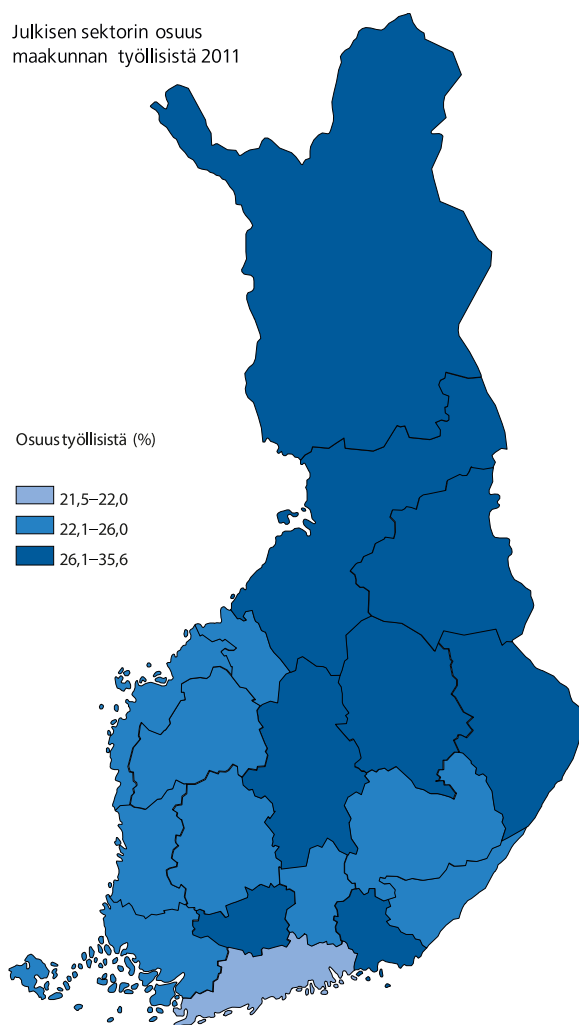 Julkisen sektorin osuus
maakunnan työllisistä 2011
Osuus työllisistä (%)
21,5–22,0
22,1–26,0
26,1–35,6